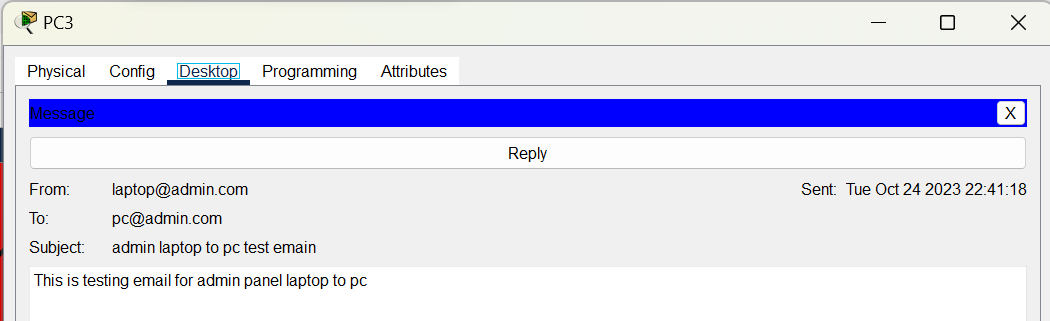 PC3
Physical Config Desktop Programming Attributes
Message X
Reply
From: laptop@admin.com Sent: Tue Oct 24 2023 22:41:18
To: pc@admin.com
Subject: admin laptop to pc test emain
This is testing email for admin panel laptop to pc